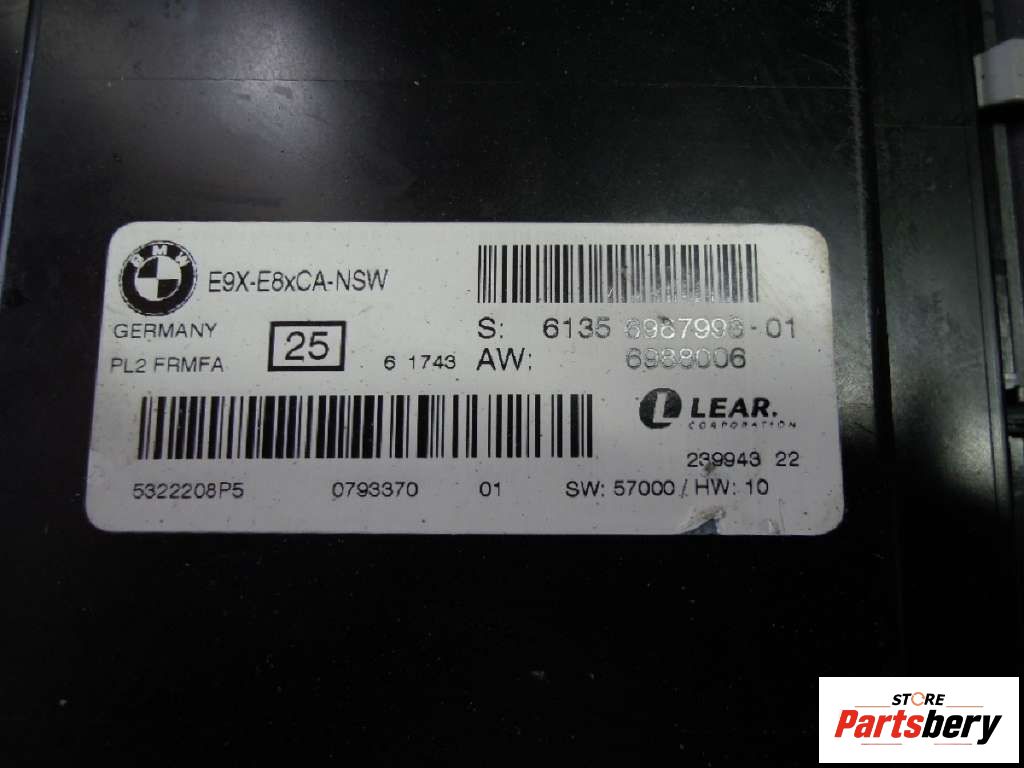 BMW
E9X-E8xCA-NSW
GERMANY
PL2 FRMFA
25
6 1743
S: 6135 6987998-01
AW: 6988006
L LEAR.
CORPORATION
239943 22
5322208P5 0793370 01 SW: 57000 / HW: 10
STORE
Partsbery